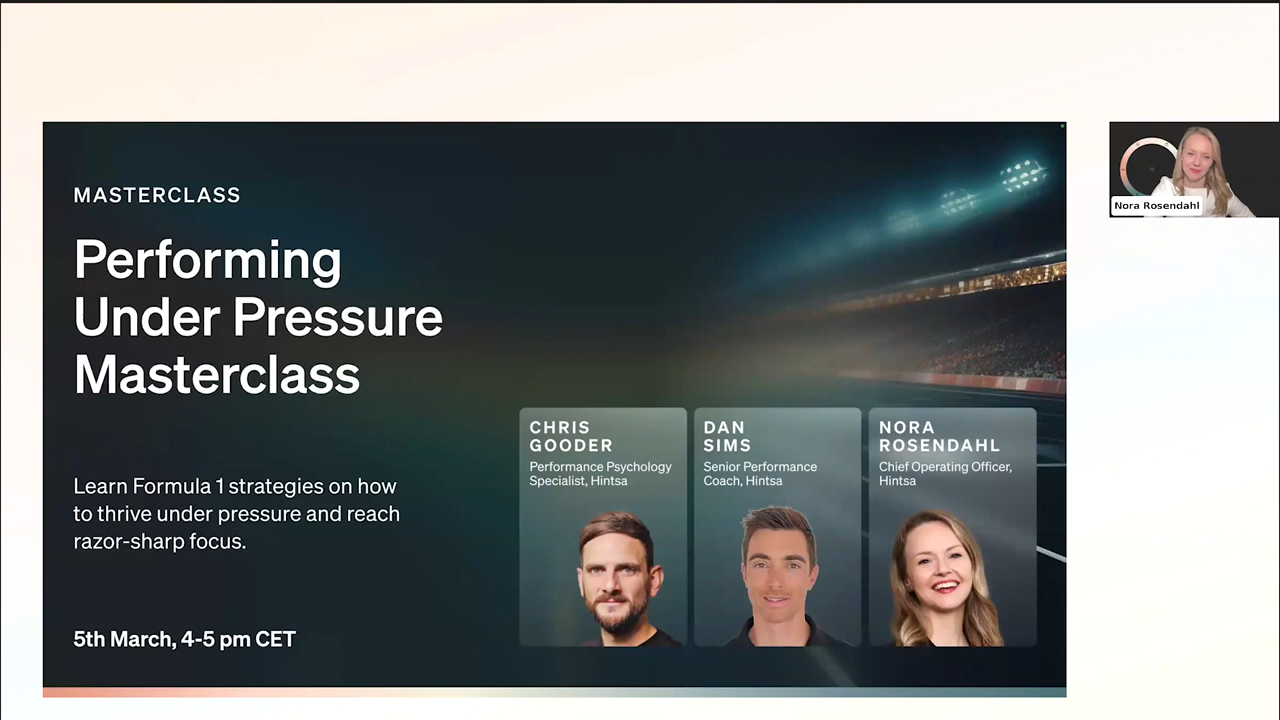 MASTERCLASS
Performing
Under Pressure
Masterclass
Learn Formula 1 strategies on how
to thrive under pressure and reach
razor-sharp focus.
5th March, 4-5 pm CET
CHRIS
GOODER
Performance Psychology
Specialist, Hintsa
DAN
SIMS
Senior Performance
Coach, Hintsa
NORA
ROSENDAHL
Chief Operating Officer,
Hintsa
Nora Rosendahl